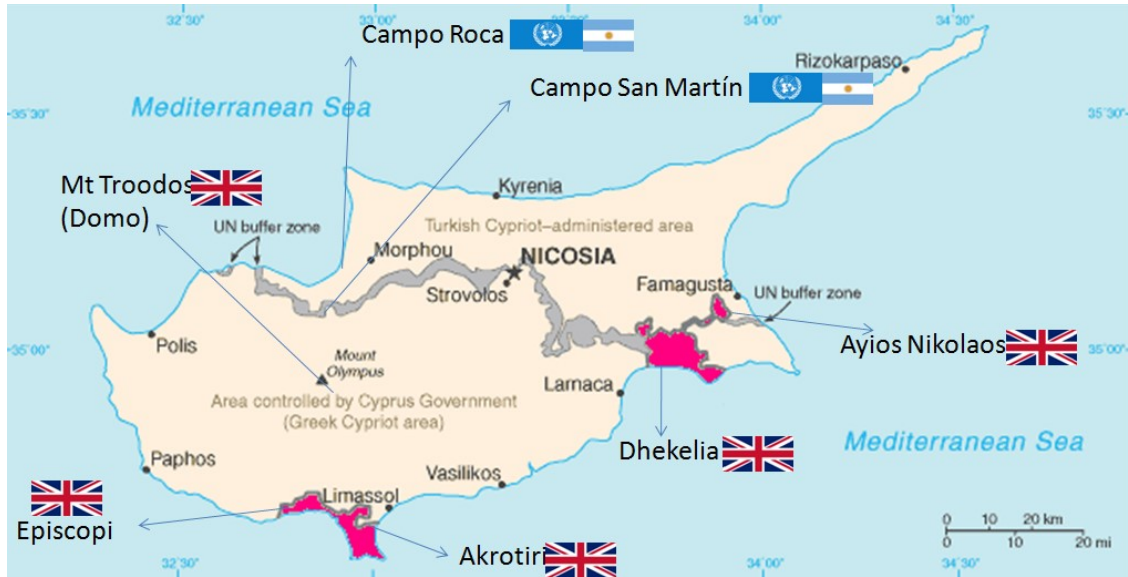 32°30'
33°00'
34°00'
34°30'
Campo Roca
Rizokarpaso
Campo San Martín
Mediterranean Sea
35°30'
35°30'
Mt Troodos
(Domo)
Kyrenia
UN buffer zone
Turkish Cypriot–administered area
Morphou
NICOSIA
Strovolos
Famagusta
UN buffer zone
Polis
Ayios Nikolaos
35°00'
35°00'
Mount
Olympus
Larnaca
Area controlled by Cyprus Government
(Greek Cypriot area)
Dhekelia
Mediterranean Sea
Paphos
Vasilikos
Limassol
Episcopi
Akrotiri
0 10 20 km
0 10 20 mi
32°30'
33°00'
34°00'
34°30'